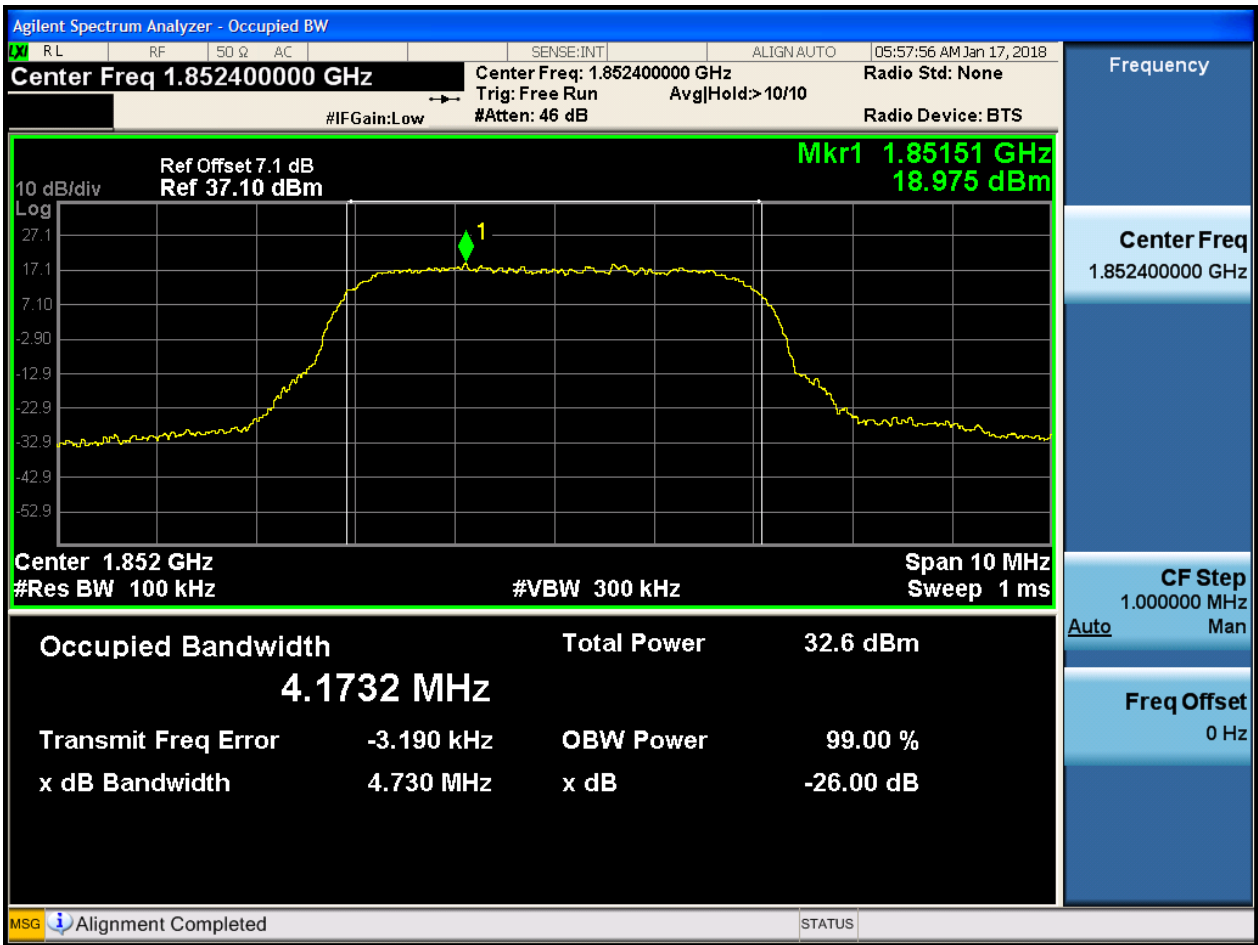 Agilent Spectrum Analyzer - Occupied BW
LXI RL RF 50 Ω AC SENSE:INT ALIGN AUTO 05:57:56 AM Jan 17, 2018
Center Freq 1.852400000 GHz
Center Freq: 1.852400000 GHz
Radio Std: None
Trig: Free Run Avg|Hold:>10/10
#IFGain:Low #Atten: 46 dB Radio Device: BTS
Frequency
Mkr1 1.85151 GHz
18.975 dBm
Ref Offset 7.1 dB
10 dB/div Ref 37.10 dBm
Log
27.1
17.1
7.10
-2.90
-12.9
-22.9
-32.9
-42.9
-52.9
1
Center 1.852 GHz Span 10 MHz
#Res BW 100 kHz #VBW 300 kHz Sweep 1 ms
Center Freq
1.852400000 GHz
CF Step
1.000000 MHz
Auto Man
Freq Offset
0 Hz
Occupied Bandwidth Total Power 32.6 dBm
4.1732 MHz
Transmit Freq Error -3.190 kHz OBW Power 99.00 %
x dB Bandwidth 4.730 MHz x dB -26.00 dB
MSG Alignment Completed STATUS